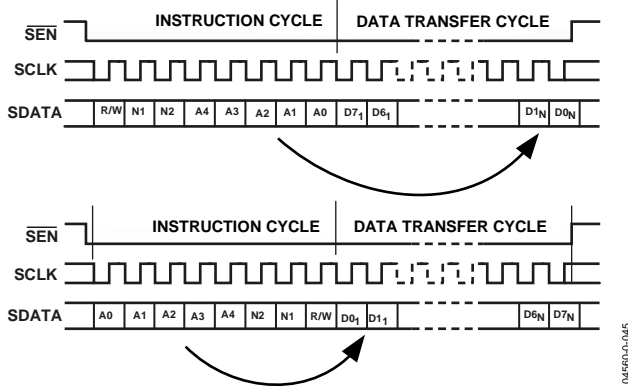 INSTRUCTION CYCLE DATA TRANSFER CYCLE
SEN
SCLK
SDATA R/W N1 N2 A4 A3 A2 A1 A0 D7₁ D6₁ D1N D0N
INSTRUCTION CYCLE DATA TRANSFER CYCLE
SEN
SCLK
SDATA A0 A1 A2 A3 A4 N2 N1 R/W D0₁ D1₁ D6N D7N
04560-0-045